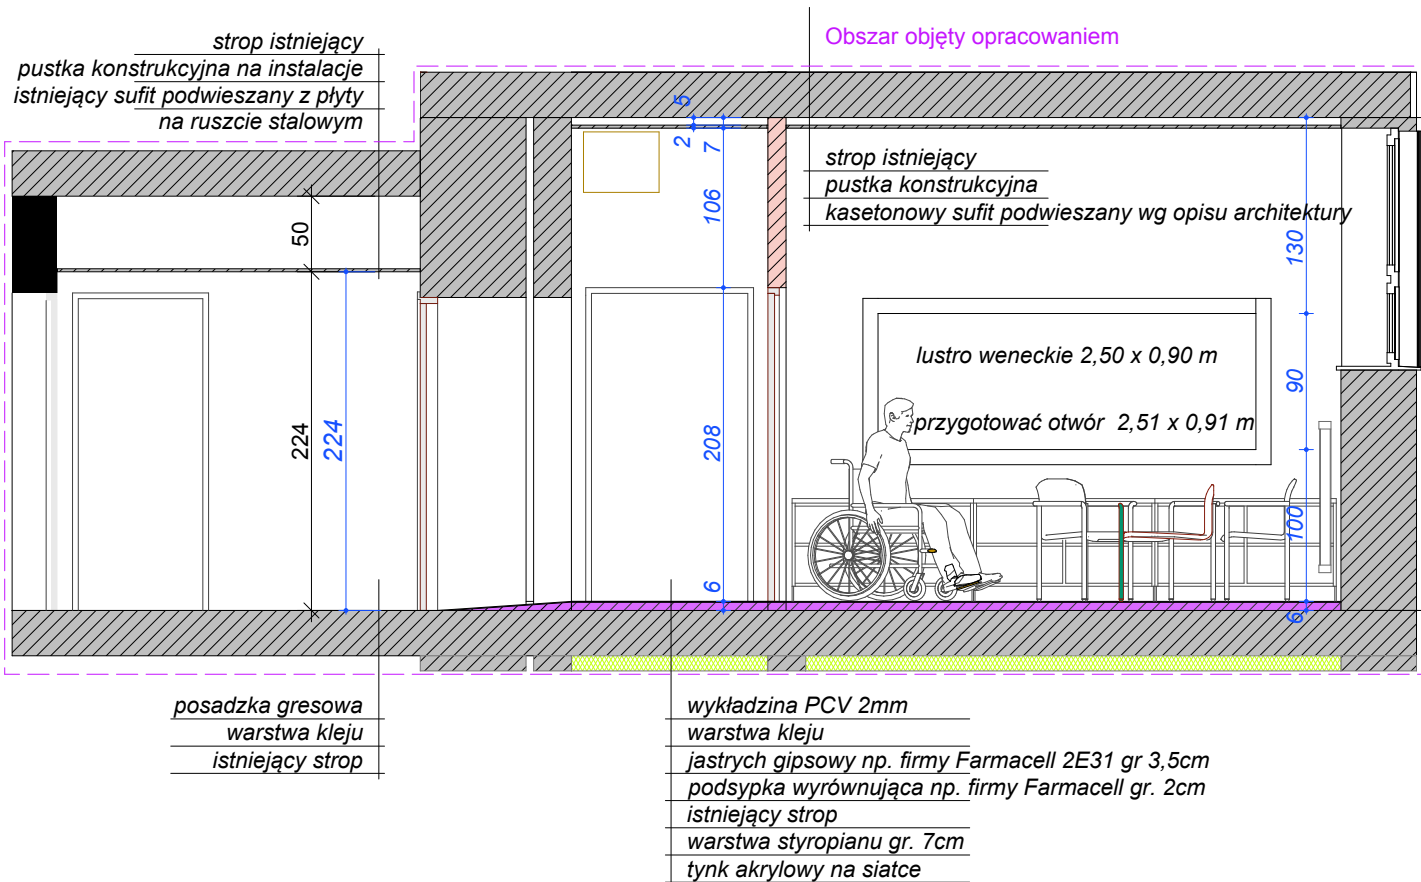 Obszar objęty opracowaniem
strop istniejący
pustka konstrukcyjna na instalacje
istniejący sufit podwieszany z płyty
na ruszcie stalowym
5
2
7
106
208
6
strop istniejący
pustka konstrukcyjna
kasetonowy sufit podwieszany wg opisu architektury
130
90
100
6
50
224
224
lustro weneckie 2,50 x 0,90 m
przygotować otwór 2,51 x 0,91 m
posadzka gresowa
warstwa kleju
istniejący strop
wykładzina PCV 2mm
warstwa kleju
jastrych gipsowy np. firmy Farmacell 2E31 gr 3,5cm
podsypka wyrównująca np. firmy Farmacell gr. 2cm
istniejący strop
warstwa styropianu gr. 7cm
tynk akrylowy na siatce